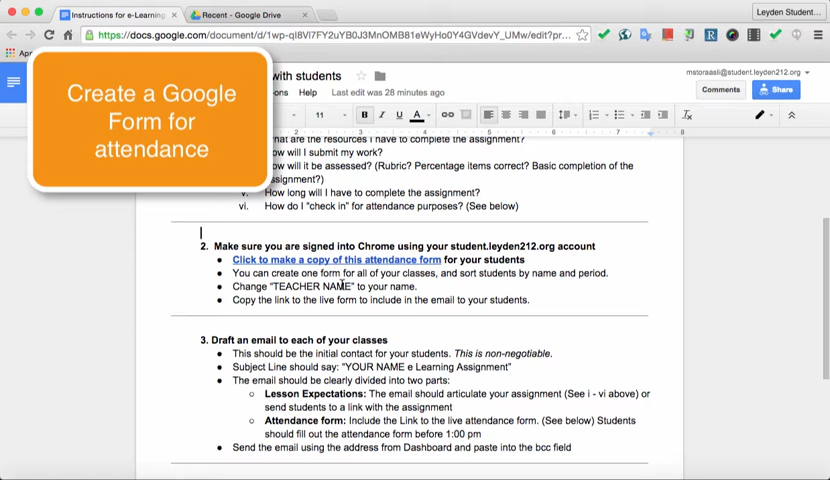 Instructions for e-Learning
Recent - Google Drive
Leyden Student...
https://docs.google.com/document/d/1wp-qI8Vl7FY2uYB0J3MnOMB81eWyHo0Y4GVdevY_UMw/edit?pr...
Create a Google
Form for
attendance
with students
mstoraasli@student.leyden212.org
Help Last edit was 28 minutes ago
Comments
Share
11
B I U A
2 3 4 5 6 7 8
are the resources I have to complete the assignment?
will I submit my work?
will it be assessed? (Rubric? Percentage items correct? Basic completion of the
assignment?)
v. How long will I have to complete the assignment?
vi. How do I "check in" for attendance purposes? (See below)
2. Make sure you are signed into Chrome using your student.leyden212.org account
● Click to make a copy of this attendance form for your students
● You can create one form for all of your classes, and sort students by name and period.
● Change "TEACHER NAME" to your name.
● Copy the link to the live form to include in the email to your students.
3. Draft an email to each of your classes
● This should be the initial contact for your students. This is non-negotiable.
● Subject Line should say: "YOUR NAME e Learning Assignment"
● The email should be clearly divided into two parts:
○ Lesson Expectations: The email should articulate your assignment (See i - vi above) or
send students to a link with the assignment
○ Attendance form: Include the Link to the live attendance form. (See below) Students
should fill out the attendance form before 1:00 pm
● Send the email using the address from Dashboard and paste into the bcc field